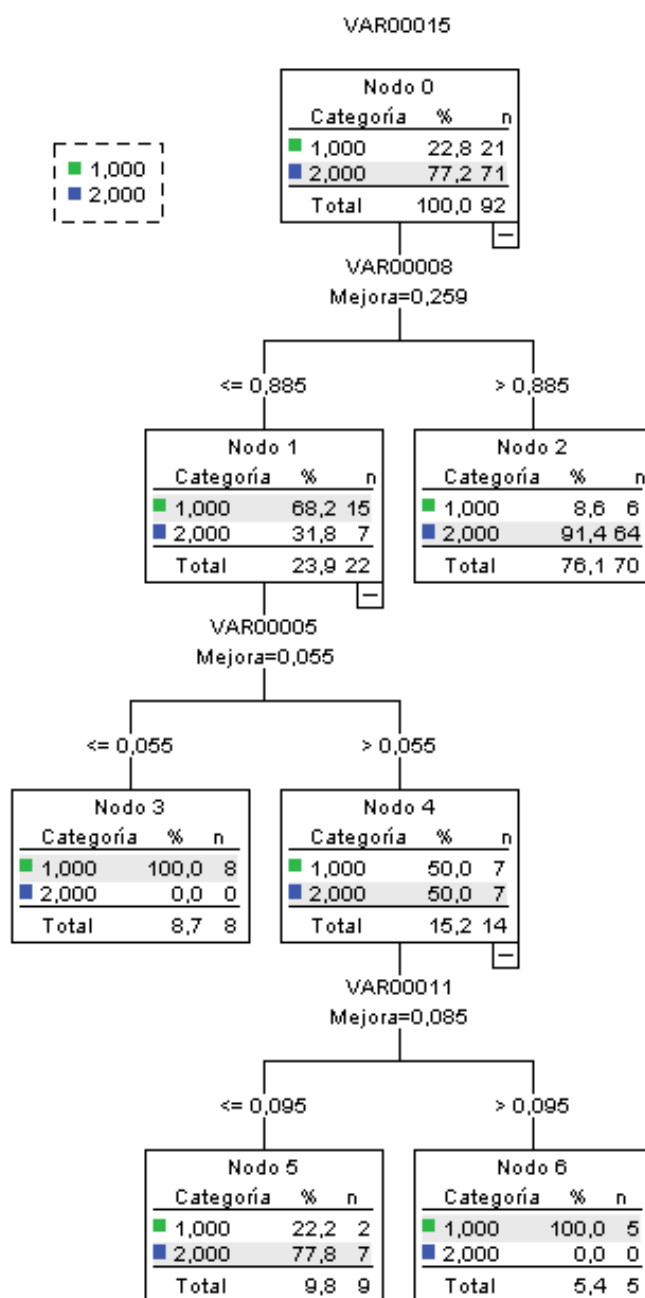 VAR00015
1,000
2,000
Nodo 0
Categoría % n
1,000 22,8 21
2,000 77,2 71
Total 100,0 92
VAR00008
Mejora=0,259
<= 0,885
> 0,885
Nodo 1
Categoría % n
1,000 68,2 15
2,000 31,8 7
Total 23,9 22
Nodo 2
Categoría % n
1,000 8,6 6
2,000 91,4 64
Total 76,1 70
VAR00005
Mejora=0,055
<= 0,055
> 0,055
Nodo 3
Categoría % n
1,000 100,0 8
2,000 0,0 0
Total 8,7 8
Nodo 4
Categoría % n
1,000 50,0 7
2,000 50,0 7
Total 15,2 14
VAR00011
Mejora=0,085
<= 0,095
> 0,095
Nodo 5
Categoría % n
1,000 22,2 2
2,000 77,8 7
Total 9,8 9
Nodo 6
Categoría % n
1,000 100,0 5
2,000 0,0 0
Total 5,4 5